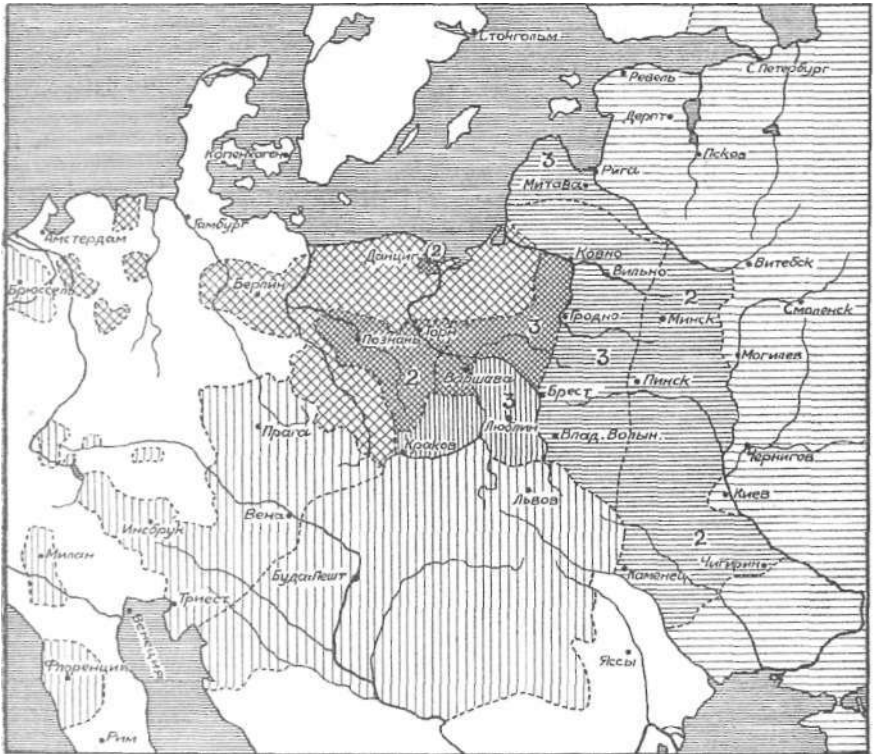 Стокгольм
С. Петербург
Ревель
Дерпт
Псков
Копенгаген
3
Рига
Митава
Амстердам
Гамбург
Данциг
(2)
Ковно
Вильно
Витебск
Брюссель
Берлин
2
Минск
Смоленск
Познань
Торн
3
Гродно
Могилев
2
Варшава
3
Брест
Пинск
3
Люблин
Прага
Краков
Влад. Волын.
Чернигов
Львов
Киев
Вена
Инсбрук
2
Милан
Чигирин
Буда-Пешт
Каменец
Триест
Венеция
Флоренция
Яссы
Рим